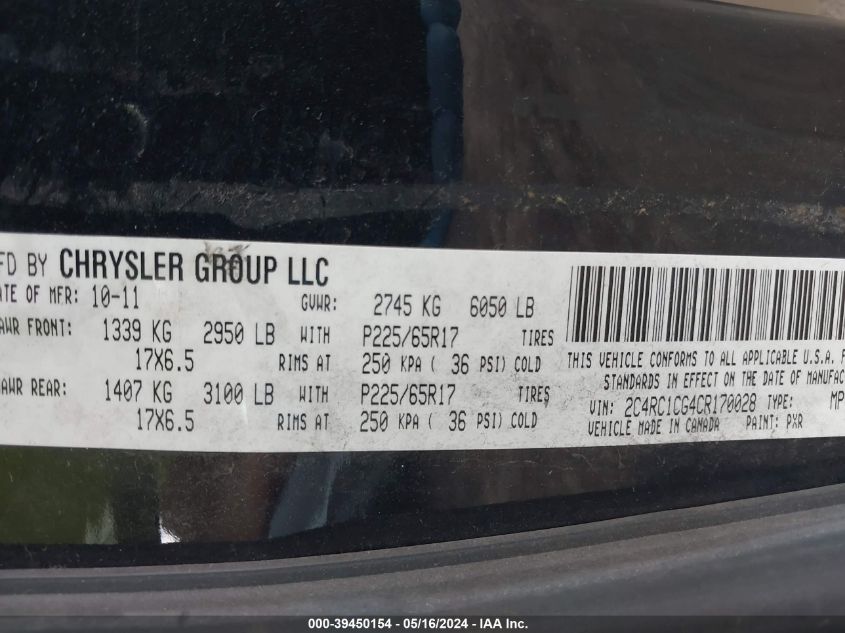 FD BY CHRYSLER GROUP LLC
ATE OF MFR: 10-11 GVWR: 2745 KG 6050 LB
AWR FRONT: 1339 KG 2950 LB WITH P225/65R17 TIRES
17X6.5 RIMS AT 250 KPA ( 36 PSI) COLD
AWR REAR: 1407 KG 3100 LB WITH P225/65R17 TIRES
17X6.5 RIMS AT 250 KPA ( 36 PSI) COLD
THIS VEHICLE CONFORMS TO ALL APPLICABLE U.S.A. F
STANDARDS IN EFFECT ON THE DATE OF MANUFAC
VIN: 2C4RC1CG4CR170028 TYPE: MP
VEHICLE MADE IN CANADA PAINT: PXR
000-39450154 - 05/16/2024 - IAA Inc.